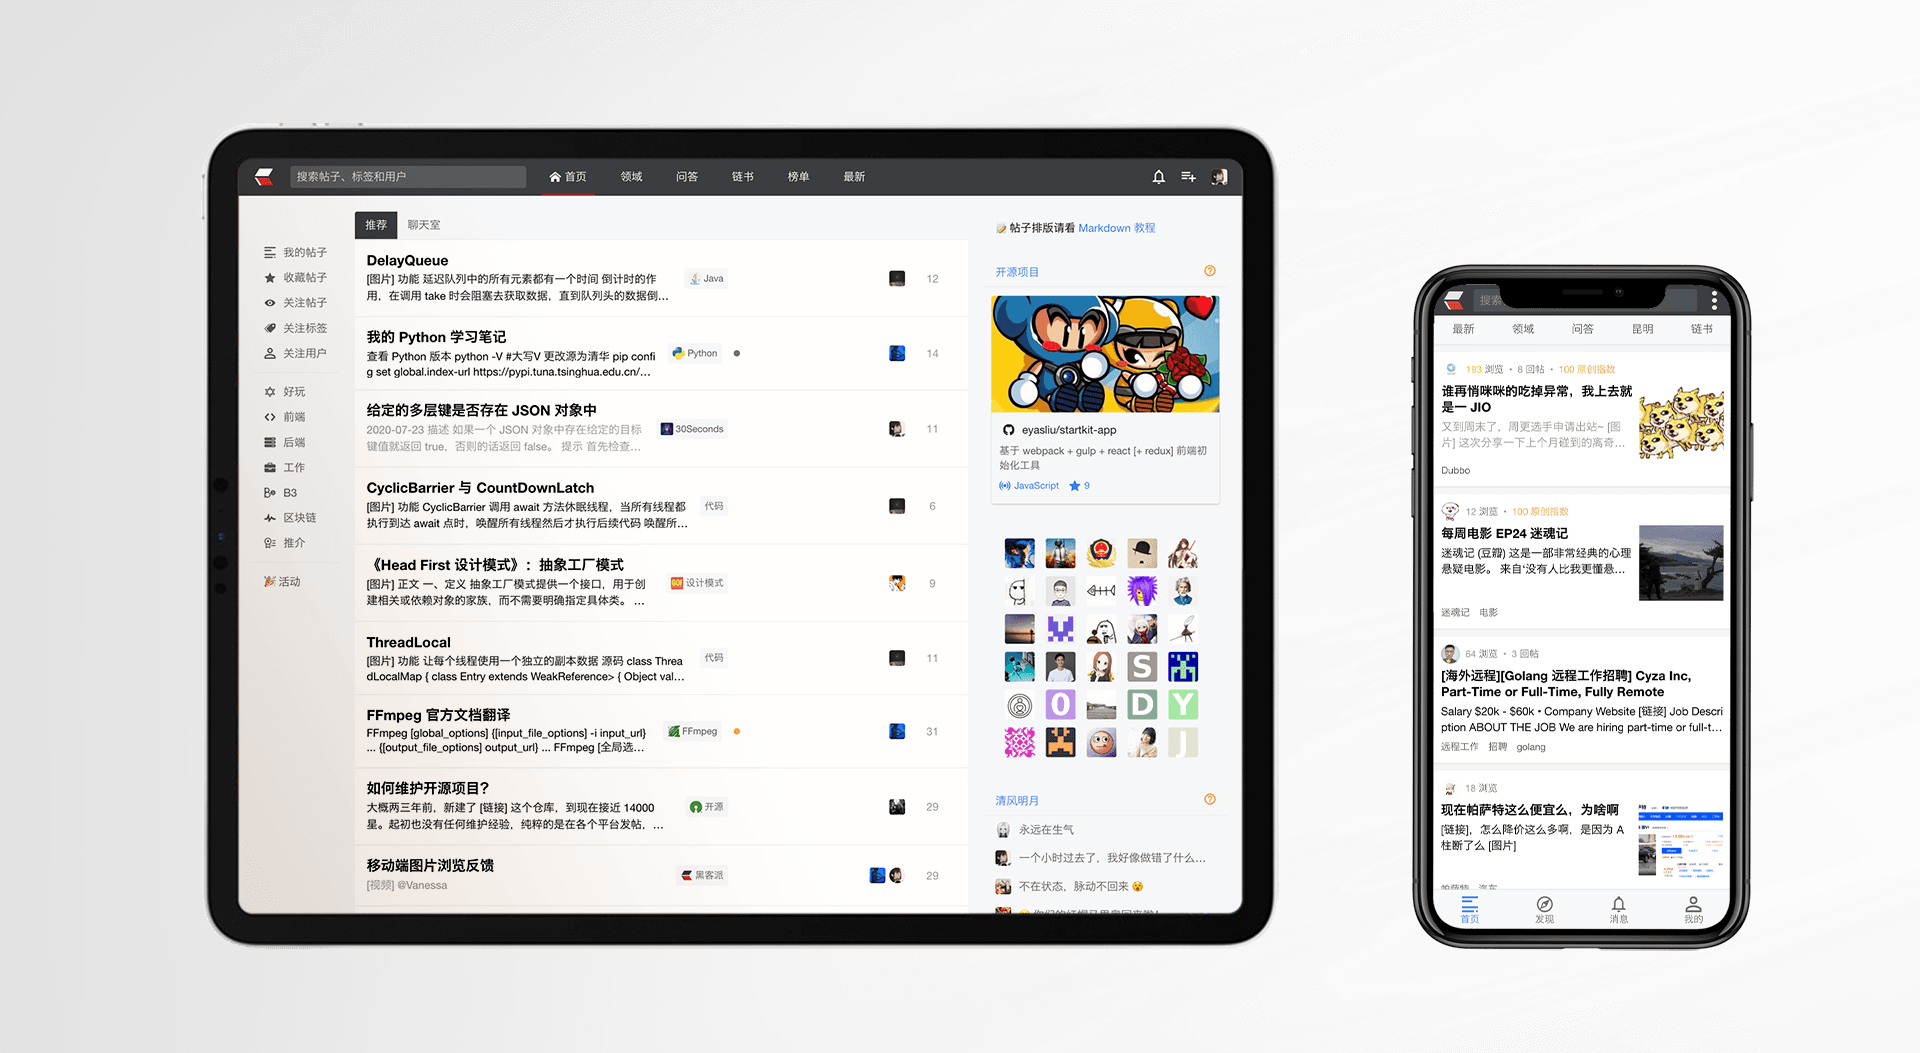 搜索帖子、标签和用户
首页
领域
问答
链书
榜单
最新
我的帖子
收藏帖子
关注帖子
关注标签
关注用户
好玩
前端
后端
工作
B3
区块链
推介
活动
推荐
聊天室
DelayQueue
[图片] 功能 延迟队列中的所有元素都有一个时间 倒计时的作
用，在调用 take 时会阻塞去获取数据，直到队列头的数据倒...
Java
12
我的 Python 学习笔记
查看 Python 版本 python -V #大写V 更改源为清华 pip confi
g set global.index-url https://pypi.tuna.tsinghua.edu.cn/...
Python
14
给定的多层键是否存在 JSON 对象中
2020-07-23 描述 如果一个 JSON 对象中存在给定的目标
键值就返回 true，否则的话返回 false。 提示 首先检查...
30Seconds
11
CyclicBarrier 与 CountDownLatch
[图片] 功能 CyclicBarrier 调用 await 方法休眠线程，当所有线程都
执行到达 await 点时，唤醒所有线程然后才执行后续代码 唤醒所...
代码
6
《Head First 设计模式》：抽象工厂模式
[图片] 正文 一、定义 抽象工厂模式提供一个接口，用于创
建相关或依赖对象的家族，而不需要明确指定具体类。 ...
GOF 设计模式
9
ThreadLocal
[图片] 功能 让每个线程使用一个独立的副本数据 源码 class Threa
dLocalMap { class Entry extends WeakReference> { Object val...
代码
11
FFmpeg 官方文档翻译
FFmpeg [global_options] {[input_file_options] -i input_url}
... {[output_file_options] output_url} ... FFmpeg [全局选...
FFmpeg
31
如何维护开源项目？
大概两三年前，新建了 [链接] 这个仓库，到现在接近 14000
星。起初也没有任何维护经验，纯粹的是在各个平台发帖，...
开源
29
移动端图片浏览反馈
[视频] @Vanessa
黑客派
29
帖子排版请看 Markdown 教程
开源项目
eyasliu/startkit-app
基于 webpack + gulp + react [+ redux] 前端初
始化工具
JavaScript
9
S
O
D
Y
J
清风明月
永远在生气
一个小时过去了，我好像做错了什么...
不在状态，脉动不回来
搜索
最新
领域
问答
昆明
链书
193 浏览 • 8 回帖 • 100 原创指数
谁再悄咪咪的吃掉异常，我上去就
是一 JIO
又到周末了，周更选手申请出站~ [图
片] 这次分享一下上个月碰到的离奇...
Dubbo
12 浏览 • 100 原创指数
每周电影 EP24 迷魂记
迷魂记 (豆瓣) 这是一部非常经典的心理
悬疑电影。 来自‘没有人比我更懂悬...
迷魂记 电影
64 浏览 • 3 回帖
[海外远程][Golang 远程工作招聘] Cyza Inc,
Part-Time or Full-Time, Fully Remote
Salary $20k - $60k • Company Website [链接] Job Descri
ption ABOUT THE JOB We are hiring part-time or full-t...
远程工作 招聘 golang
18 浏览
现在帕萨特这么便宜么，为啥啊
[链接]，怎么降价这么多啊，是因为 A
柱断了么 [图片]
首页
发现
消息
我的